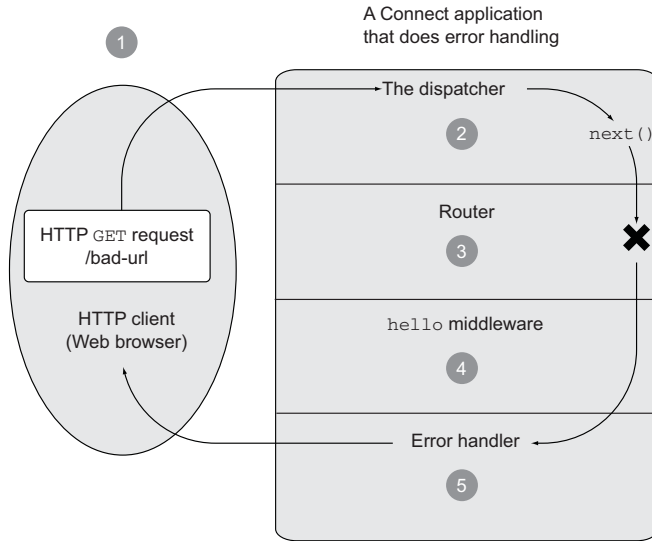 A Connect application
that does error handling
1
The dispatcher
2
next()
HTTP GET request
/bad-url
Router
3
HTTP client
(Web browser)
hello middleware
4
Error handler
5